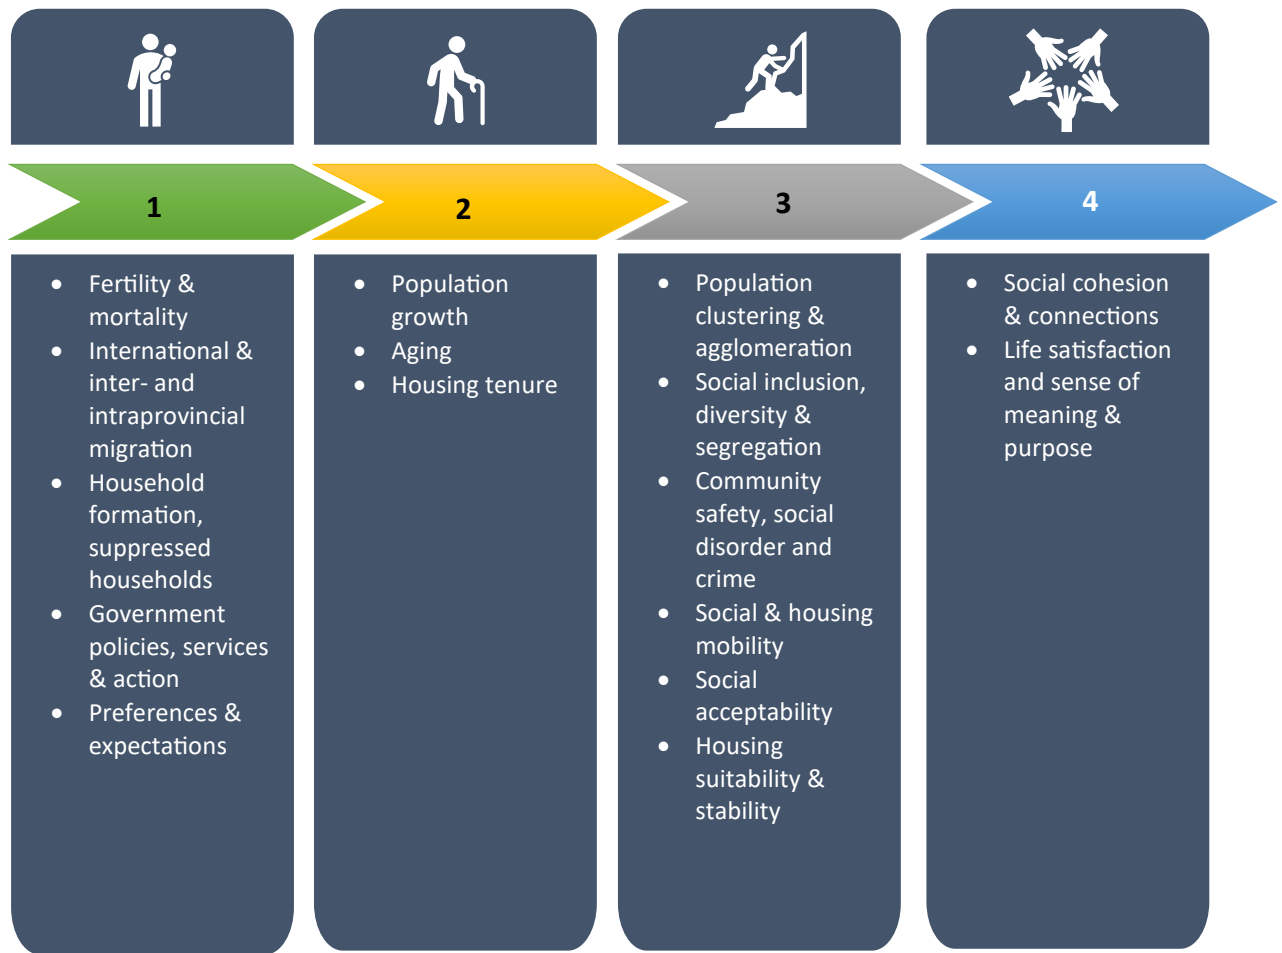 1
• Fertility &
mortality
• International &
inter- and
intraprovincial
migration
• Household
formation,
suppressed
households
• Government
policies, services
& action
• Preferences &
expectations
2
• Population
growth
• Aging
• Housing tenure
3
• Population
clustering &
agglomeration
• Social inclusion,
diversity &
segregation
• Community
safety, social
disorder and
crime
• Social & housing
mobility
• Social
acceptability
• Housing
suitability &
stability
4
• Social cohesion
& connections
• Life satisfaction
and sense of
meaning &
purpose